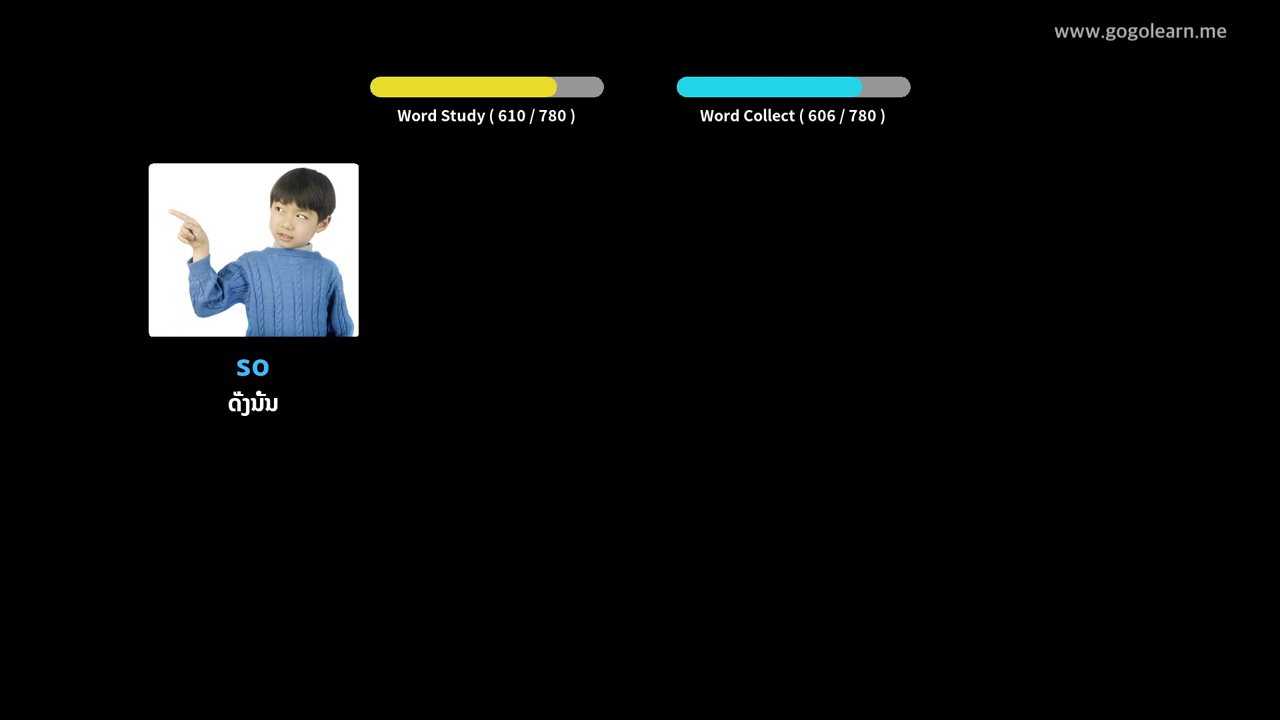 www.gogolearn.me
Word Study ( 610 / 780 )
Word Collect ( 606 / 780 )
so
ດັ່ງນັ້ນ